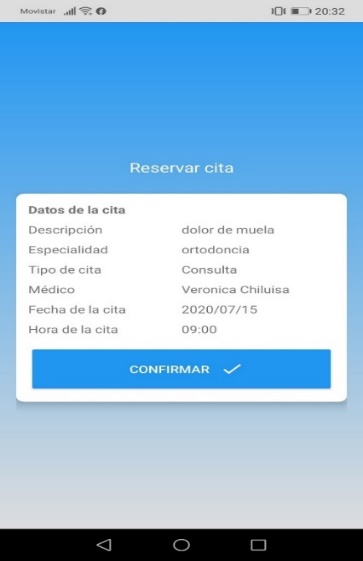 Movistar 20:32
Reservar cita
Datos de la cita
Descripción dolor de muela
Especialidad ortodoncia
Tipo de cita Consulta
Médico Veronica Chiluisa
Fecha de la cita 2020/07/15
Hora de la cita 09:00
CONFIRMAR